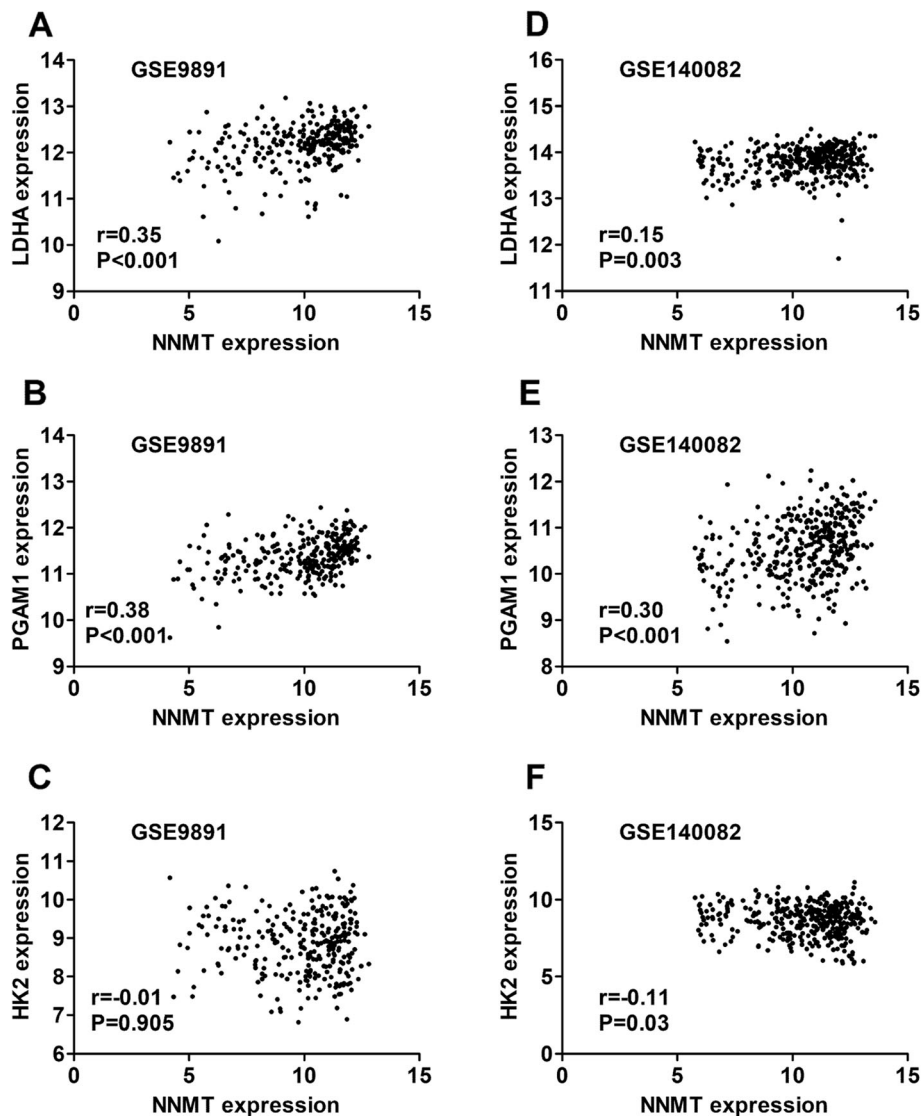 A
GSE9891
14
13
12
11
10
9
LDHA expression
r=0.35
P<0.001
0
5
10
15
NNMT expression
D
GSE140082
16
15
14
13
12
11
LDHA expression
r=0.15
P=0.003
0
5
10
15
NNMT expression
B
GSE9891
14
13
12
11
10
9
PGAM1 expression
r=0.38
P<0.001
0
5
10
15
NNMT expression
E
GSE140082
13
12
11
10
9
8
PGAM1 expression
r=0.30
P<0.001
0
5
10
15
NNMT expression
C
GSE9891
12
11
10
9
8
7
6
HK2 expression
r=-0.01
P=0.905
0
5
10
15
NNMT expression
F
GSE140082
15
10
5
0
HK2 expression
r=-0.11
P=0.03
0
5
10
15
NNMT expression